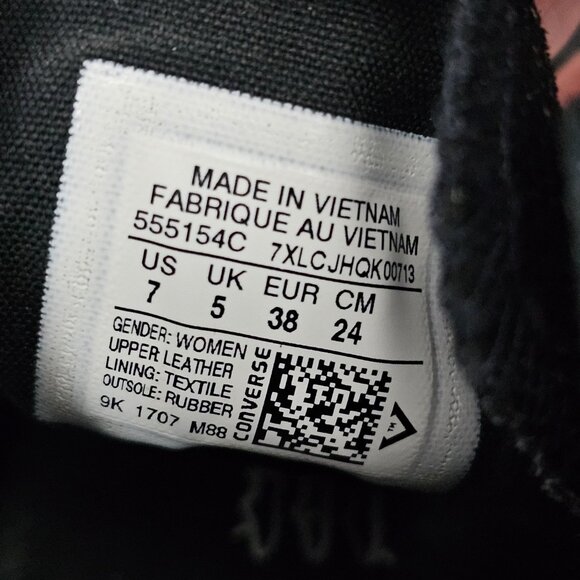 MADE IN VIETNAM
FABRIQUE AU VIETNAM
555154C 7XLCJHQK00713
US UK EUR CM
7 5 38 24
GENDER: WOMEN
UPPER: LEATHER
LINING: TEXTILE
OUTSOLE: RUBBER
9K 1707 M88
CONVERSE